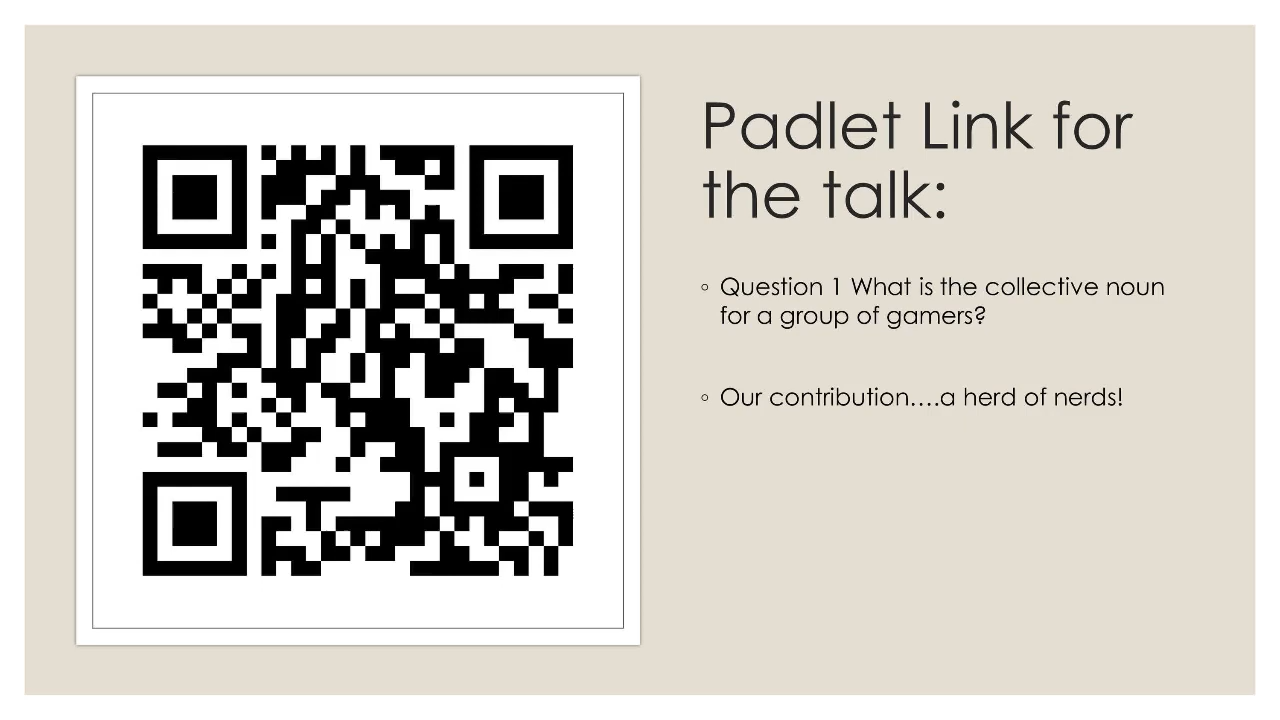 Padlet Link for
the talk:
◦ Question 1 What is the collective noun
for a group of gamers?
◦ Our contribution....a herd of nerds!